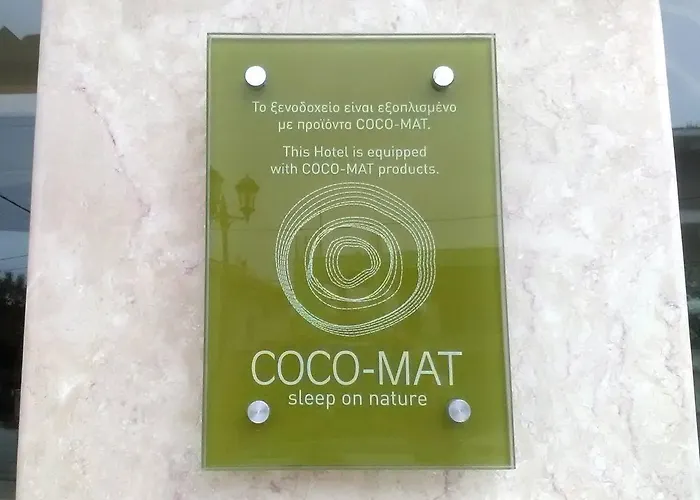 Το ξενοδοχείο είναι εξοπλισμένο
με προϊόντα COCO-MAT.
This Hotel is equipped
with COCO-MAT products.
COCO-MAT
sleep on nature